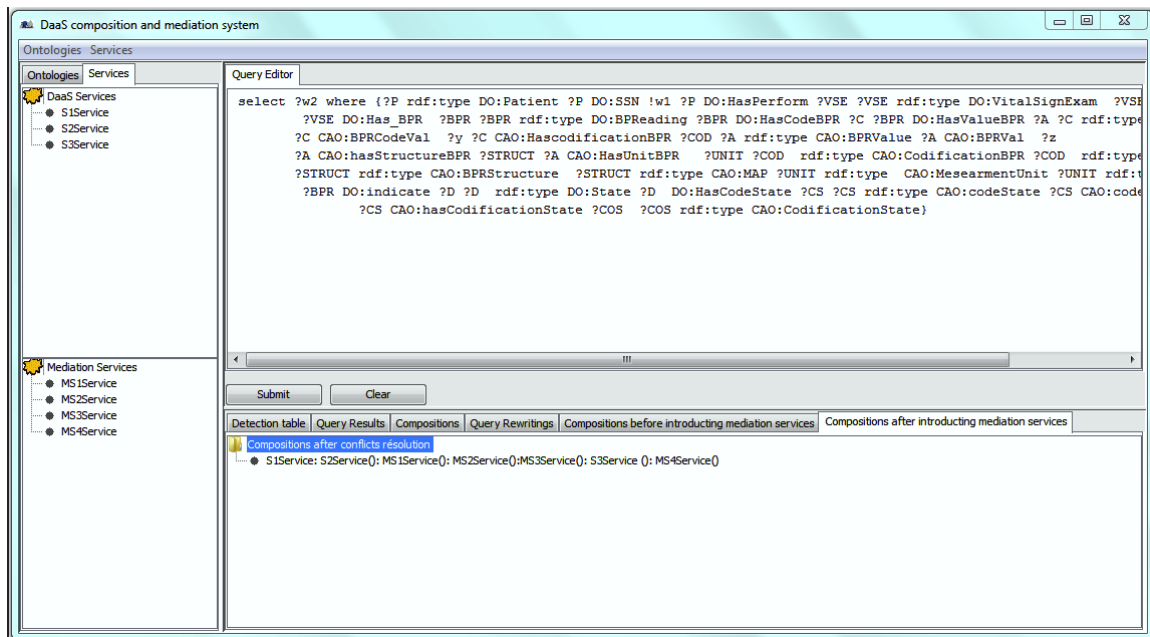 DaaS composition and mediation system
Ontologies Services
Ontologies Services
DaaS Services
S1Service
S2Service
S3Service
Mediation Services
MS1Service
MS2Service
MS3Service
MS4Service
Query Editor
select ?w2 where {?P rdf:type DO:Patient ?P DO:SSN !w1 ?P DO:HasPerform ?VSE ?VSE rdf:type DO:VitalSignExam ?VSE
?VSE DO:Has_BPR ?BPR ?BPR rdf:type DO:BPReading ?BPR DO:HasCodeBPR ?C ?BPR DO:HasValueBPR ?A ?C rdf:type
?C CAO:BPRCodeVal ?y ?C CAO:HascodificationBPR ?COD ?A rdf:type CAO:BPRValue ?A CAO:BPRVal ?z
?A CAO:hasStructureBPR ?STRUCT ?A CAO:HasUnitBPR ?UNIT ?COD rdf:type CAO:CodificationBPR ?COD rdf:type
?STRUCT rdf:type CAO:BPRStructure ?STRUCT rdf:type CAO:MAP ?UNIT rdf:type CAO:MesearmentUnit ?UNIT rdf:t
?BPR DO:indicate ?D ?D rdf:type DO:State ?D DO:HasCodeState ?CS ?CS rdf:type CAO:codeState ?CS CAO:code
?CS CAO:hasCodificationState ?COS ?COS rdf:type CAO:CodificationState}
Submit Clear
Detection table Query Results Compositions Query Rewritings Compositions before introducting mediation services Compositions after introducting mediation services
Compositions after conflicts résolution
S1Service: S2Service(): MS1Service(): MS2Service():MS3Service(): S3Service (): MS4Service()